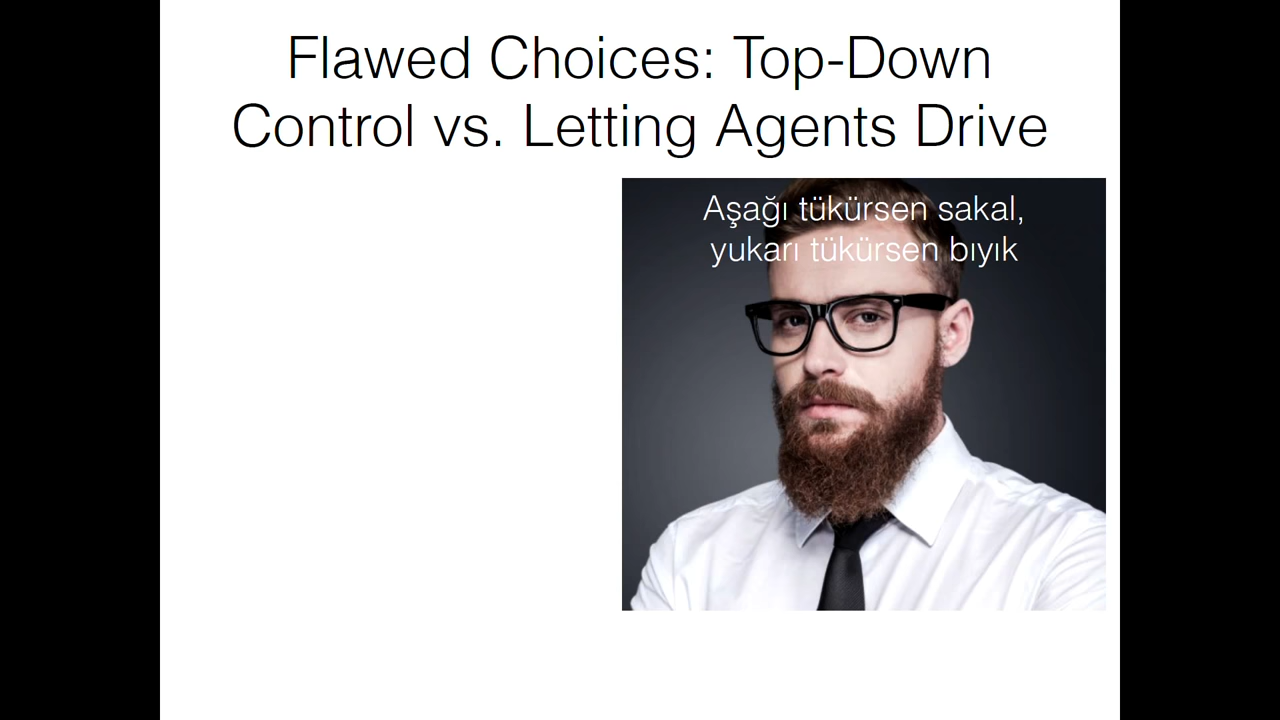 Flawed Choices: Top-Down
Control vs. Letting Agents Drive
Aşağı tükürsen sakal,
yukarı tükürsen bıyık